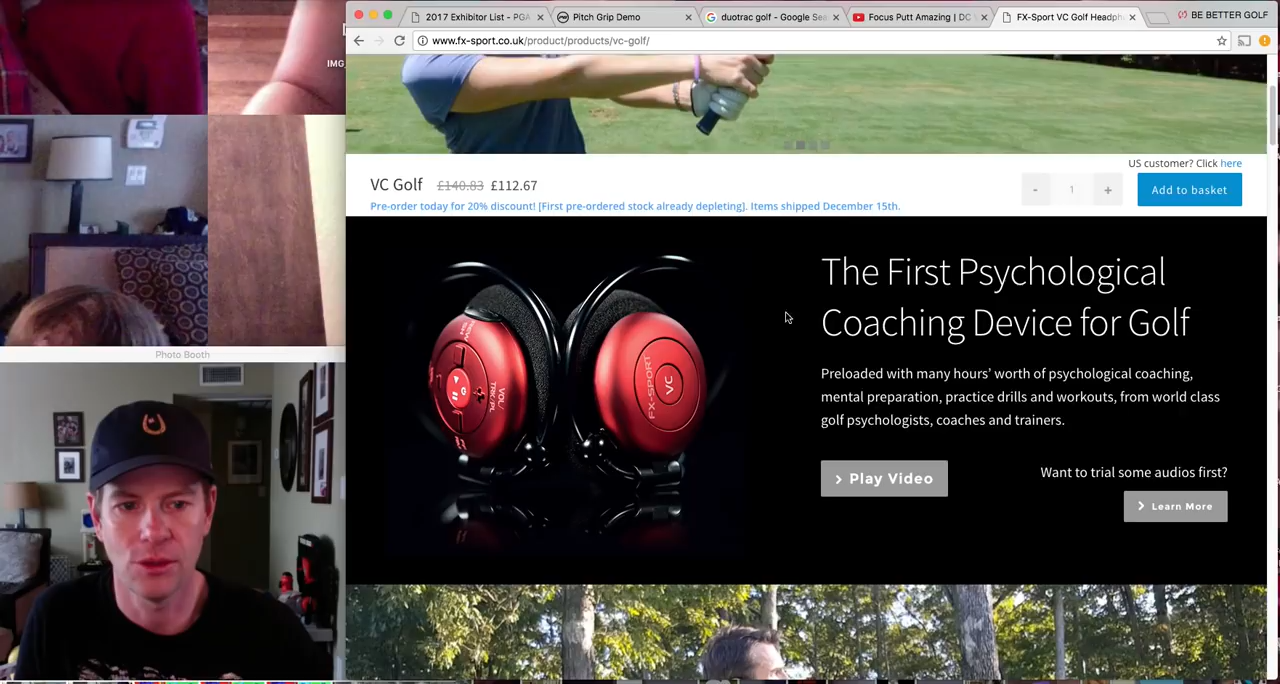 2017 Exhibitor List - PGA
Pitch Grip Demo
duotrac golf - Google Sea
Focus Putt Amazing | DC
FX-Sport VC Golf Headph
BE BETTER GOLF
www.fx-sport.co.uk/product/products/vc-golf/
IMG
US customer? Click here
VC Golf £140.83 £112.67
- 1 +
Add to basket
Pre-order today for 20% discount! [First pre-ordered stock already depleting]. Items shipped December 15th.
The First Psychological
Coaching Device for Golf
Preloaded with many hours’ worth of psychological coaching,
mental preparation, practice drills and workouts, from world class
golf psychologists, coaches and trainers.
Play Video
Want to trial some audios first?
Learn More
FX-SPORT
VC
VOL/
TRK/PL
Photo Booth